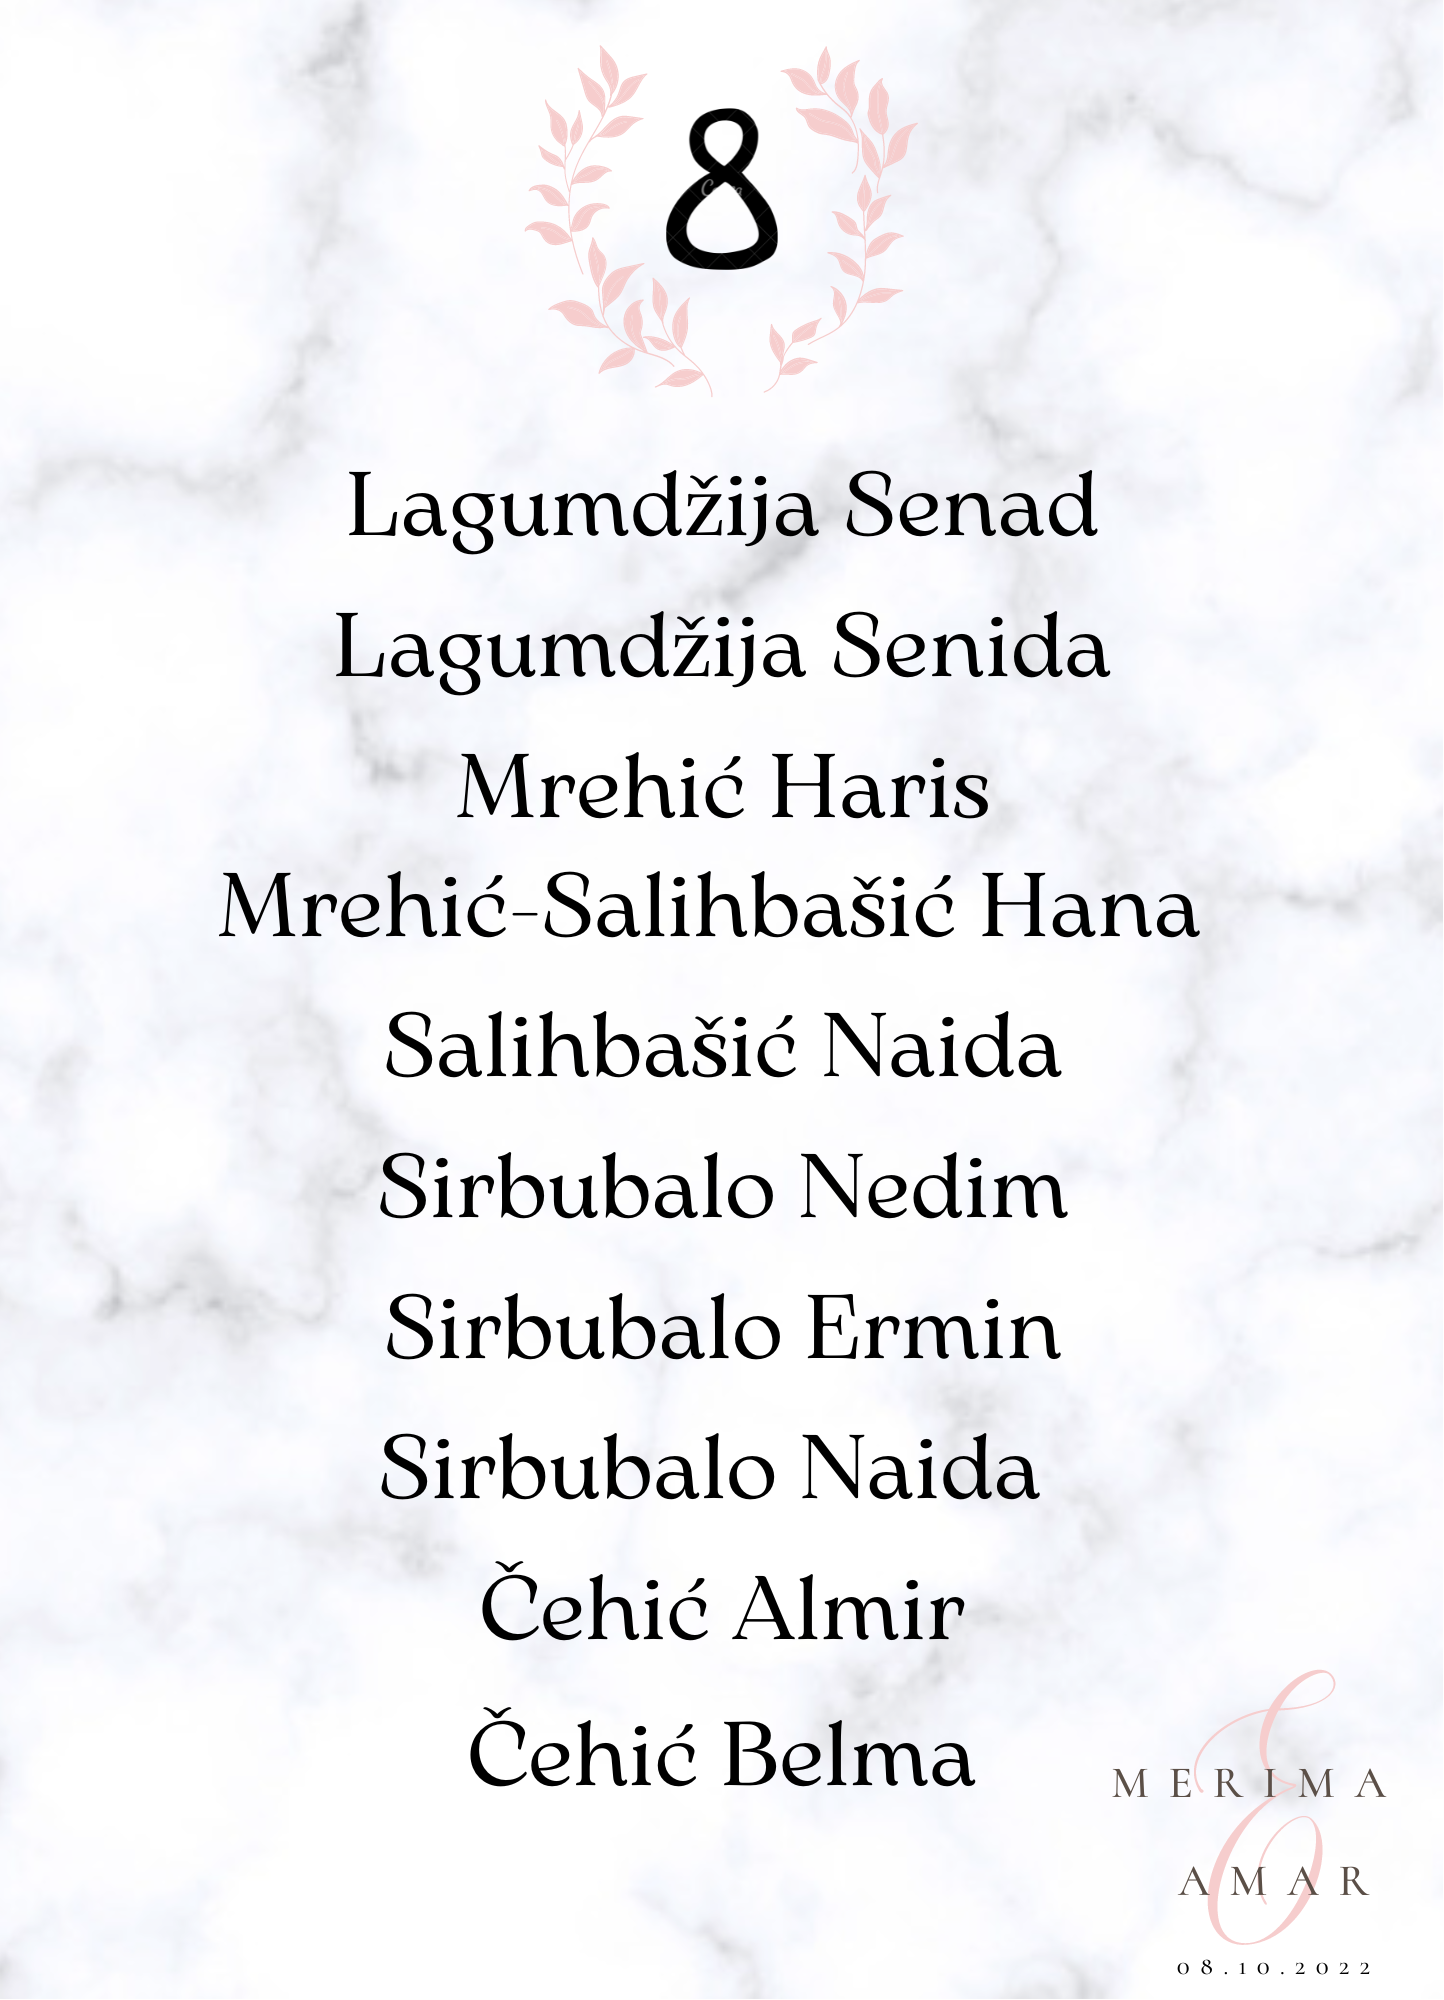 8
Lagumdžija Senad
Lagumdžija Senida
Mrehić Haris
Mrehić-Salihbašić Hana
Salihbašić Naida
Sirbubalo Nedim
Sirbubalo Ermin
Sirbubalo Naida
Čehić Almir
Čehić Belma
MERIMA
&
AMAR
08.10.2022